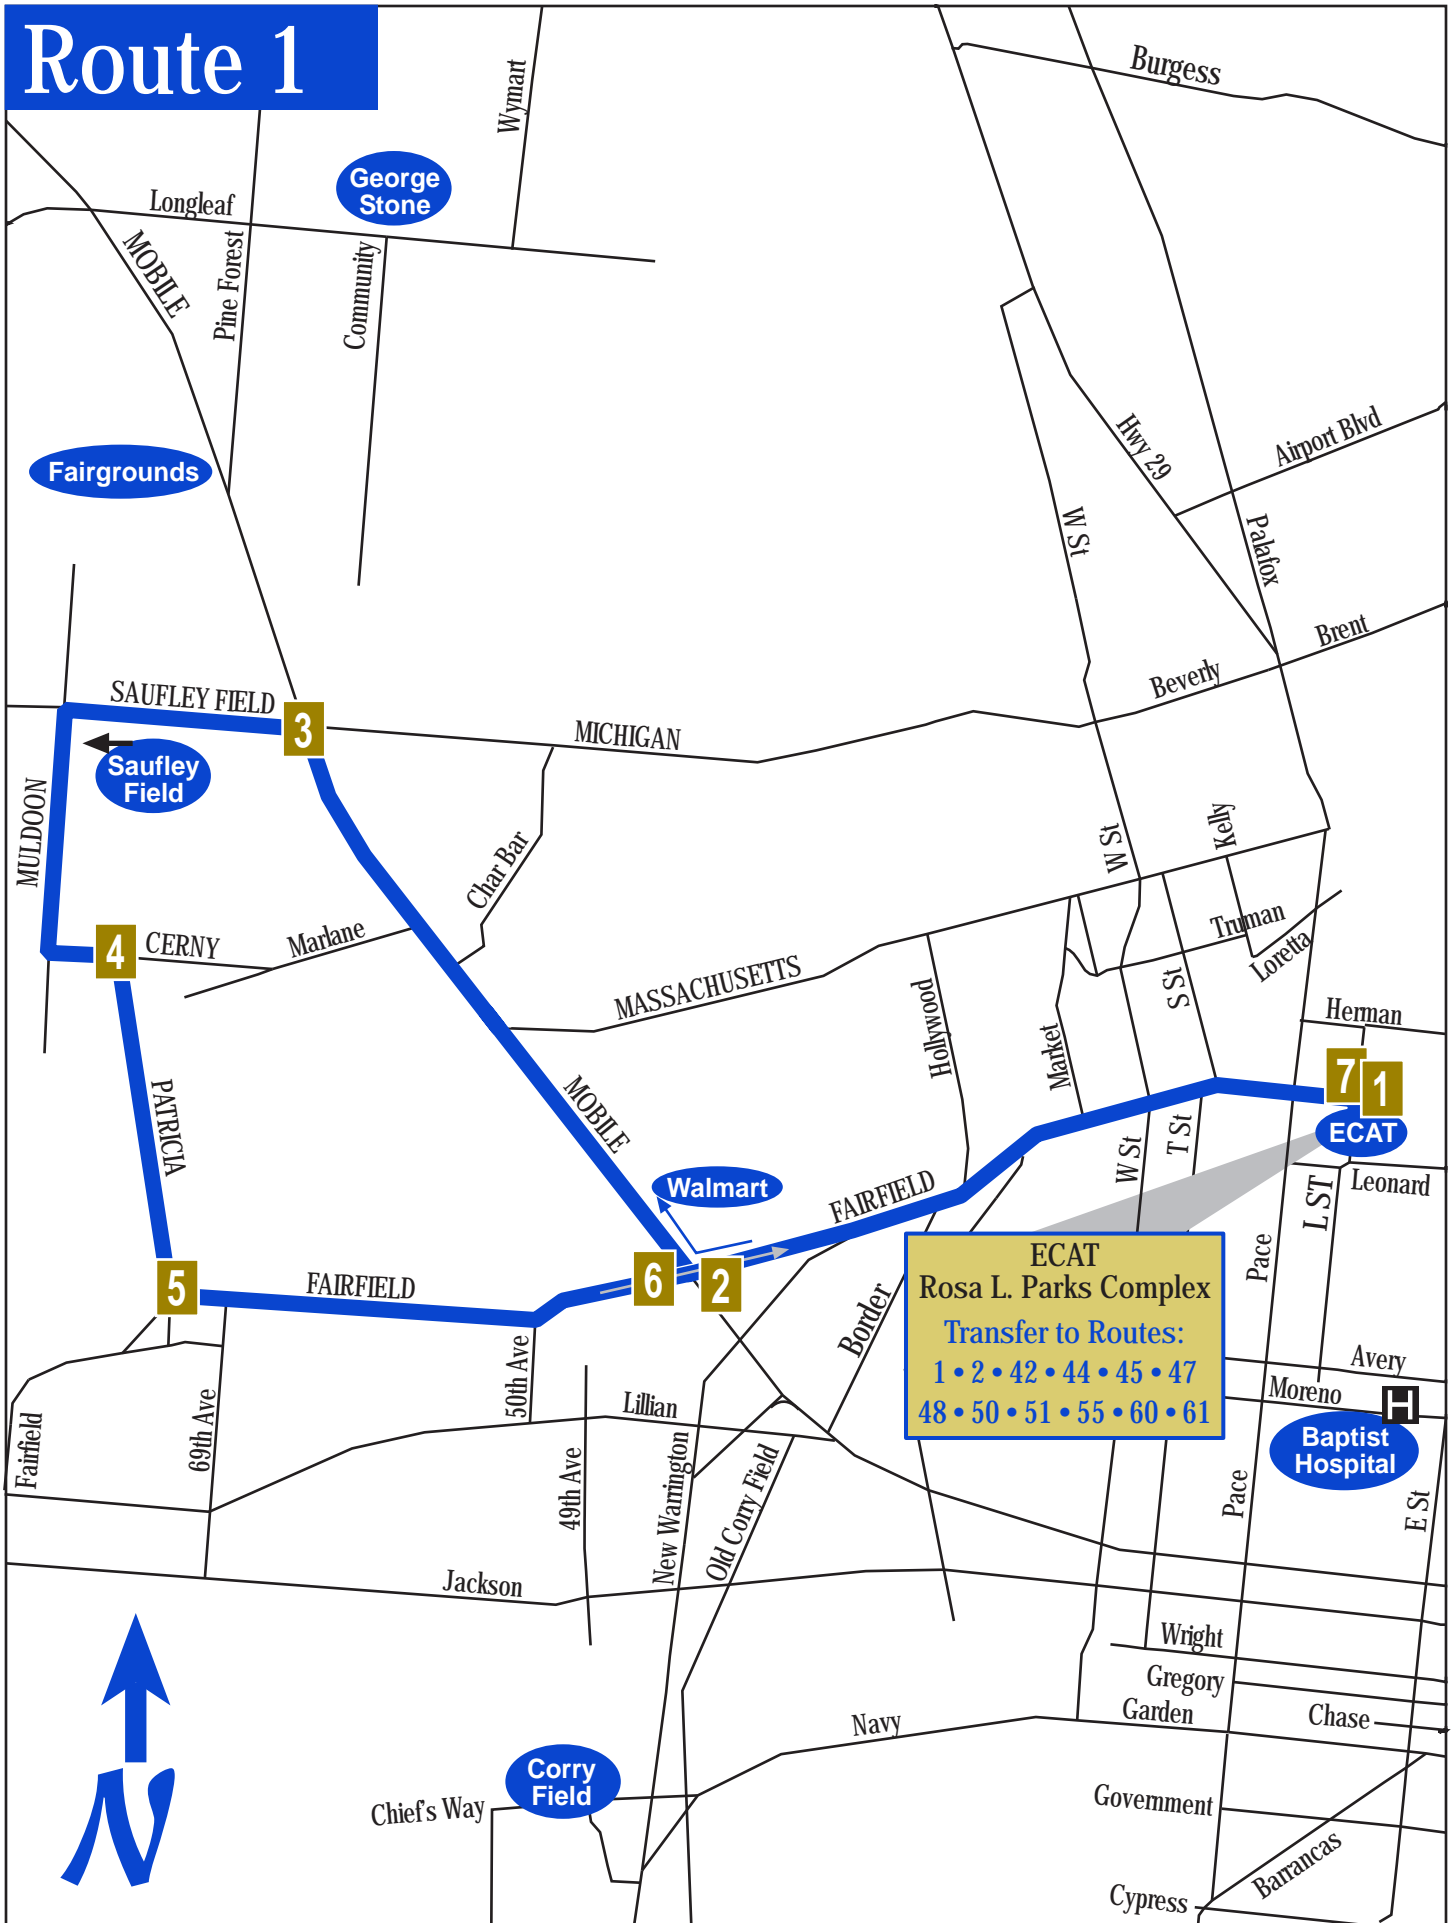 Route 1
Wymart
Burgess
George
Stone
Longleaf
MOBILE
Pine Forest
Community
Fairgrounds
Hwy 29
Airport Blvd
W St
Palafox
Brent
Beverly
SAUFLEY FIELD
3
MICHIGAN
Saufley
Field
MULDOON
Char Bar
W St
Kelly
4
CERNY
Marlane
Truman
Loretta
MASSACHUSETTS
Hollywood
S St
Market
Herman
7
1
ECAT
PATRICIA
MOBILE
W St
T St
Walmart
FAIRFIELD
Leonard
L ST
Pace
5
FAIRFIELD
6
2
ECAT
Rosa L. Parks Complex
Transfer to Routes:
1 • 2 • 42 • 44 • 45 • 47
48 • 50 • 51 • 55 • 60 • 61
Border
50th Ave
Avery
Moreno
H
Baptist
Hospital
Lillian
Fairfield
69th Ave
49th Ave
New Warrington
Old Corry Field
Pace
E St
Jackson
Wright
Gregory
Garden
Chase
Navy
Corry
Field
Chief's Way
Government
Barrancas
Cypress
N